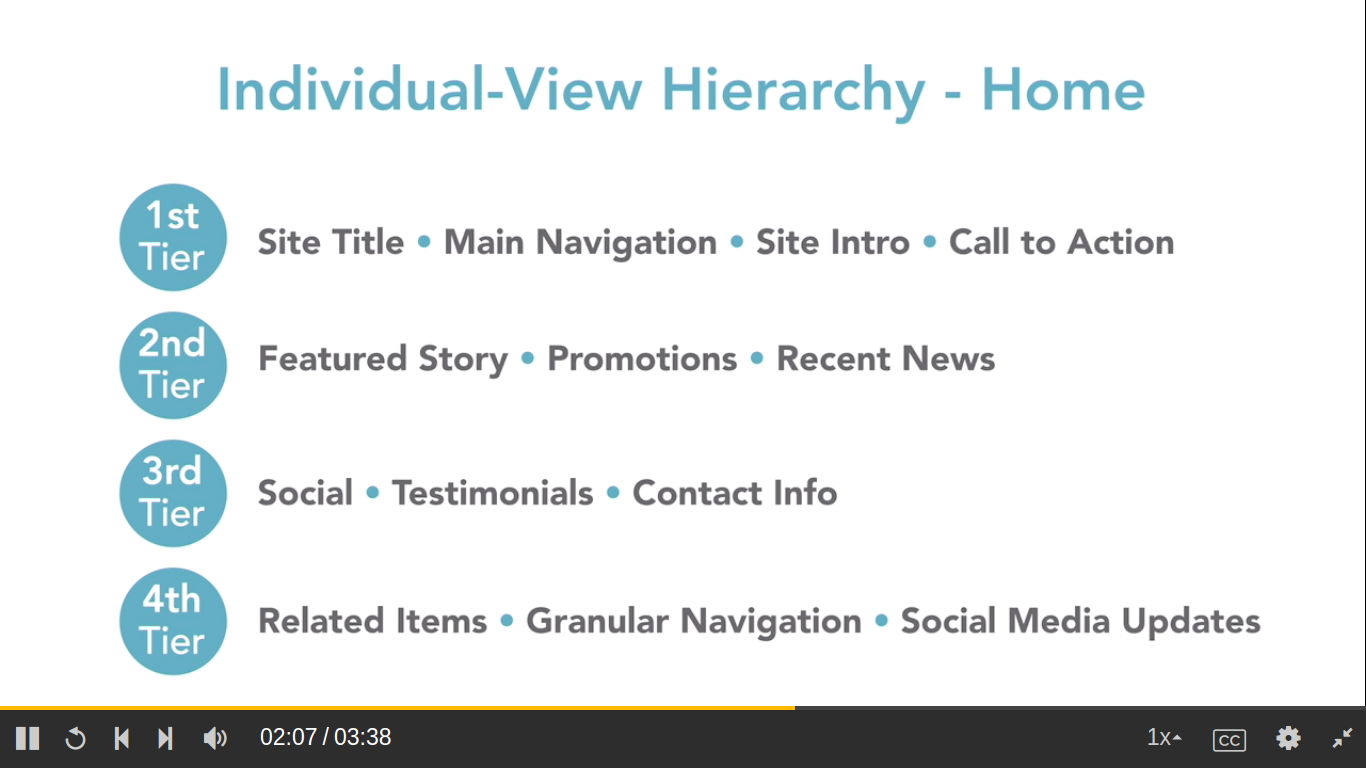 Individual-View Hierarchy - Home
1st
Tier
Site Title • Main Navigation • Site Intro • Call to Action
2nd
Tier
Featured Story • Promotions • Recent News
3rd
Tier
Social • Testimonials • Contact Info
4th
Tier
Related Items • Granular Navigation • Social Media Updates
02:07 / 03:38
1x
CC